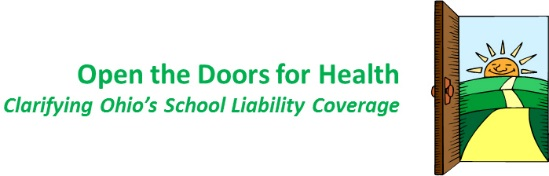 Open the Doors for Health
Clarifying Ohio's School Liability Coverage